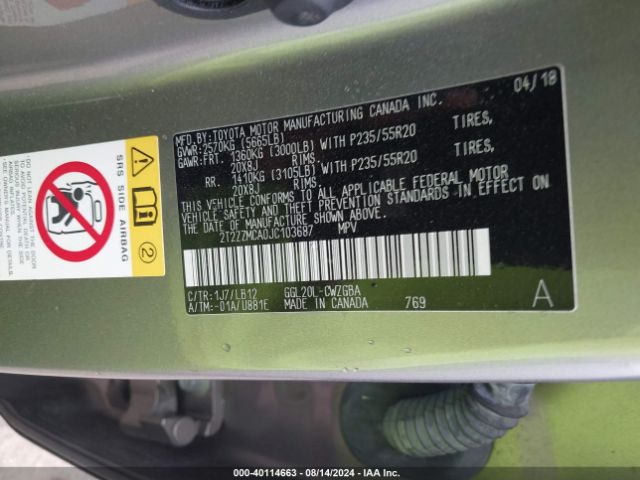 04/18
MFD. BY: TOYOTA MOTOR MANUFACTURING CANADA INC.
GVWR: 2570KG (5665LB)
GAWR: FRT. 1360KG (3000LB) WITH P235/55R20 TIRES,
20X8J RIMS.
RR. 1410KG (3105LB) WITH P235/55R20 TIRES,
20X8J RIMS.
THIS VEHICLE CONFORMS TO ALL APPLICABLE FEDERAL MOTOR
VEHICLE SAFETY AND THEFT PREVENTION STANDARDS IN EFFECT ON
THE DATE OF MANUFACTURE SHOWN ABOVE.
2T2ZZMCA0JC103687 MPV
C/TR: 1J7/LB12 GGL20L-CWZGBA
A/TM: -01A/U881E MADE IN CANADA 769 A
SIDE AIRBAG
000-40114663 - 08/14/2024 - IAA Inc.